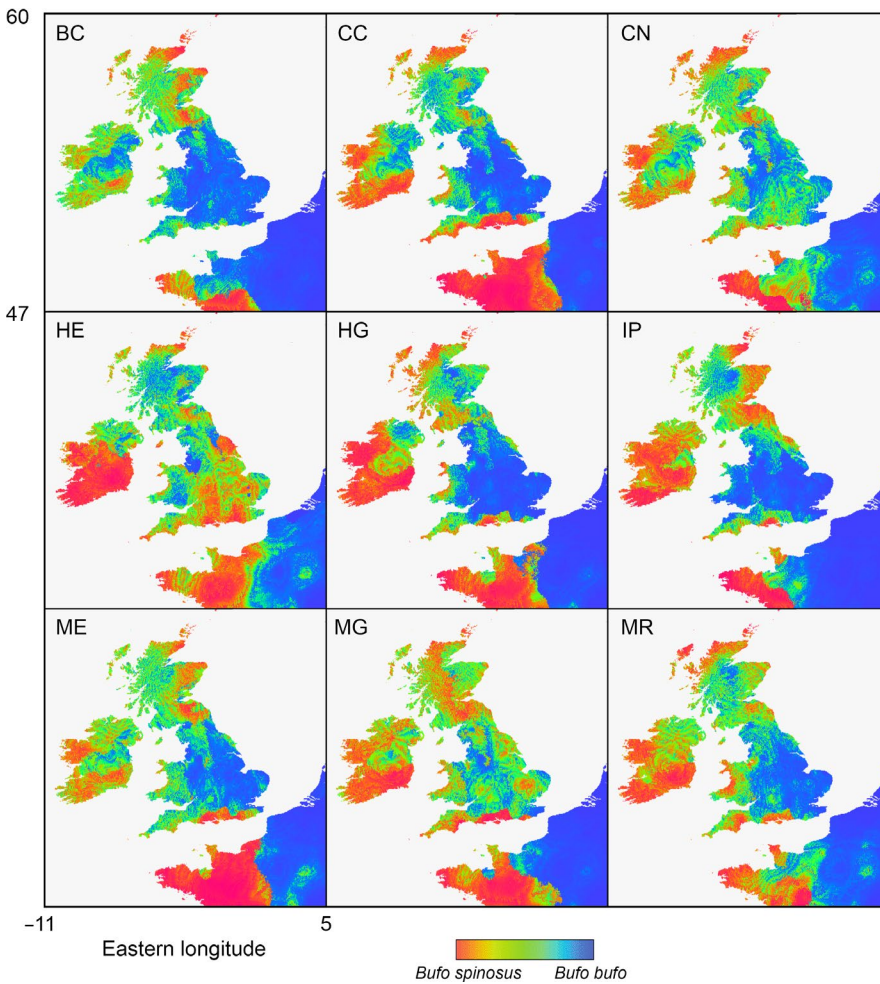 60
BC CC CN
47
HE HG IP
ME MG MR
−11 5
Eastern longitude
Bufo spinosus Bufo bufo